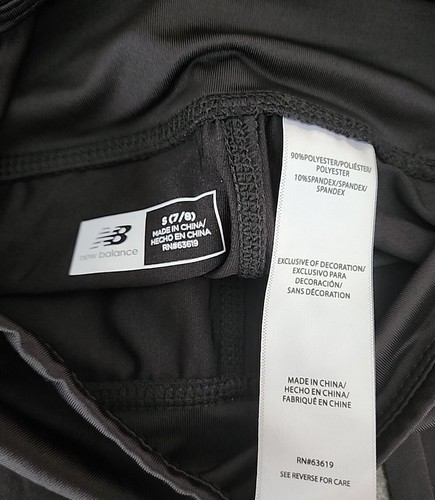 new balance
S (7/8)
MADE IN CHINA/
HECHO EN CHINA
RN#63619
90%POLYESTER/POLIÉSTER/
POLYESTER
10%SPANDEX/SPANDEX/
SPANDEX
EXCLUSIVE OF DECORATION/
EXCLUSIVO PARA
DECORACIÓN/
SANS DÉCORATION
MADE IN CHINA/
HECHO EN CHINA/
FABRIQUÉ EN CHINE
RN#63619
SEE REVERSE FOR CARE